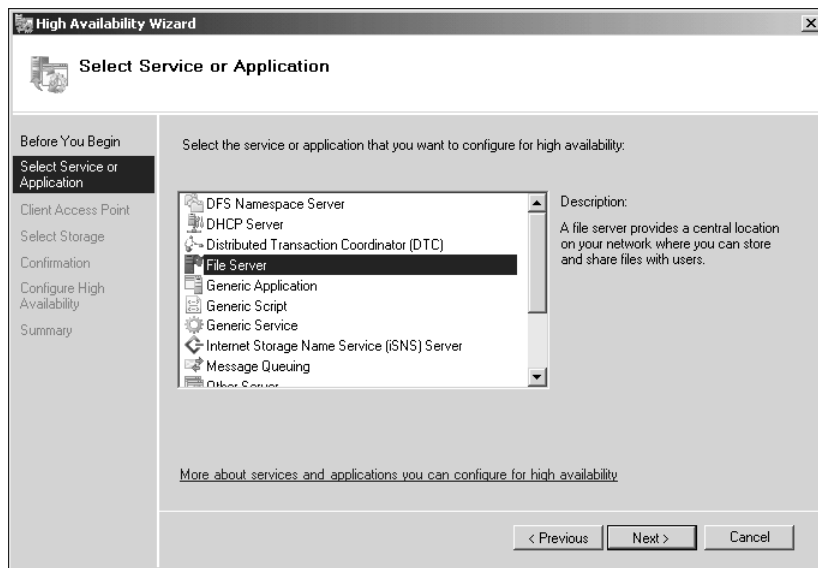 High Availability Wizard
Select Service or Application
Before You Begin
Select Service or
Application
Client Access Point
Select Storage
Confirmation
Configure High
Availability
Summary
Select the service or application that you want to configure for high availability:
DFS Namespace Server
DHCP Server
Distributed Transaction Coordinator (DTC)
File Server
Generic Application
Generic Script
Generic Service
Internet Storage Name Service (iSNS) Server
Message Queuing
Other Server
Description:
A file server provides a central location
on your network where you can store
and share files with users.
More about services and applications you can configure for high availability
< Previous
Next >
Cancel